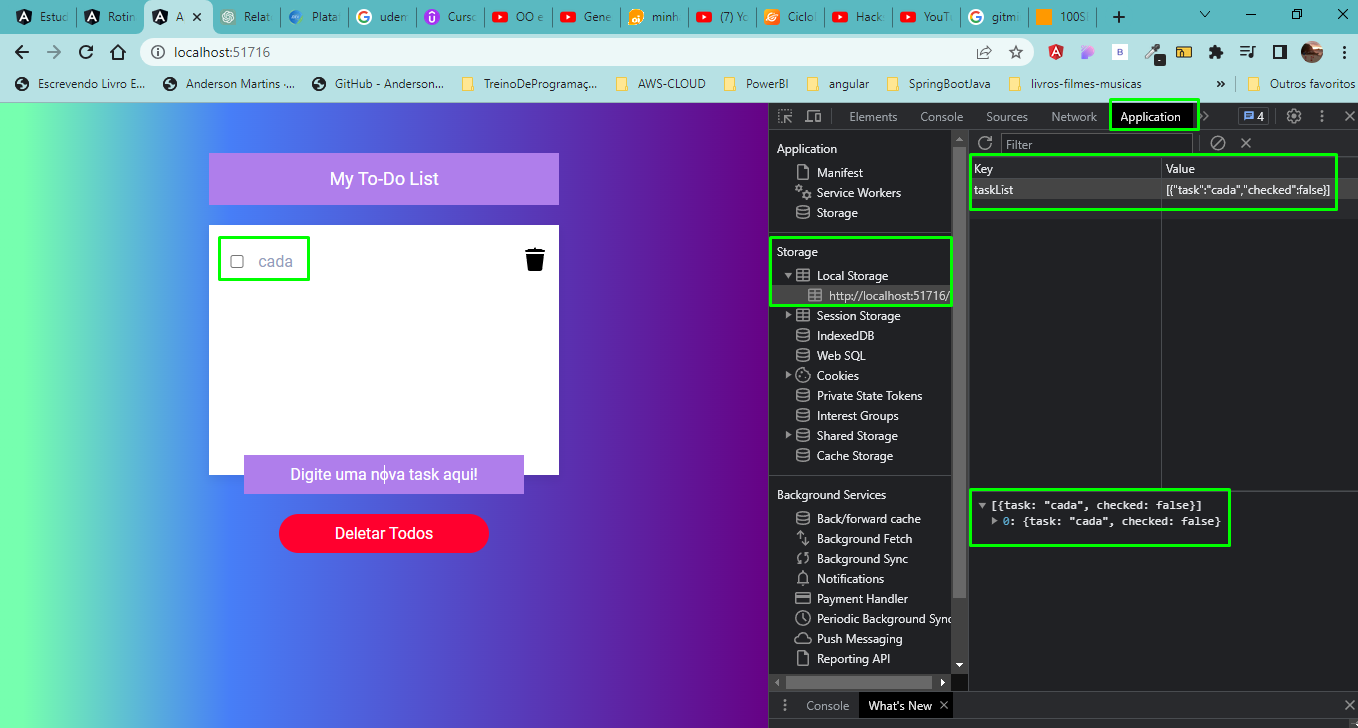 Estud
Rotin
A
Relat
Plataf
uden
Curso
OO e
Gene
minh
(7) Yo
Ciclo
Hack
YouT
gitmi
100S
localhost:51716
Escrevendo Livro E...
Anderson Martins -...
GitHub - Anderson...
TreinoDeProgramaç...
AWS-CLOUD
PowerBI
angular
SpringBootJava
livros-filmes-musicas
»
Outros favoritos
My To-Do List
cada
Digite uma nova task aqui!
Deletar Todos
Elements
Console
Sources
Network
Application
4
Application
Manifest
Service Workers
Storage
Storage
Local Storage
http://localhost:51716/
Session Storage
IndexedDB
Web SQL
Cookies
Private State Tokens
Interest Groups
Shared Storage
Cache Storage
Background Services
Back/forward cache
Background Fetch
Background Sync
Notifications
Payment Handler
Periodic Background Sync
Push Messaging
Reporting API
Filter
Key Value
taskList [{"task":"cada","checked":false}]
[{task: "cada", checked: false}]
0: {task: "cada", checked: false}
Console
What's New